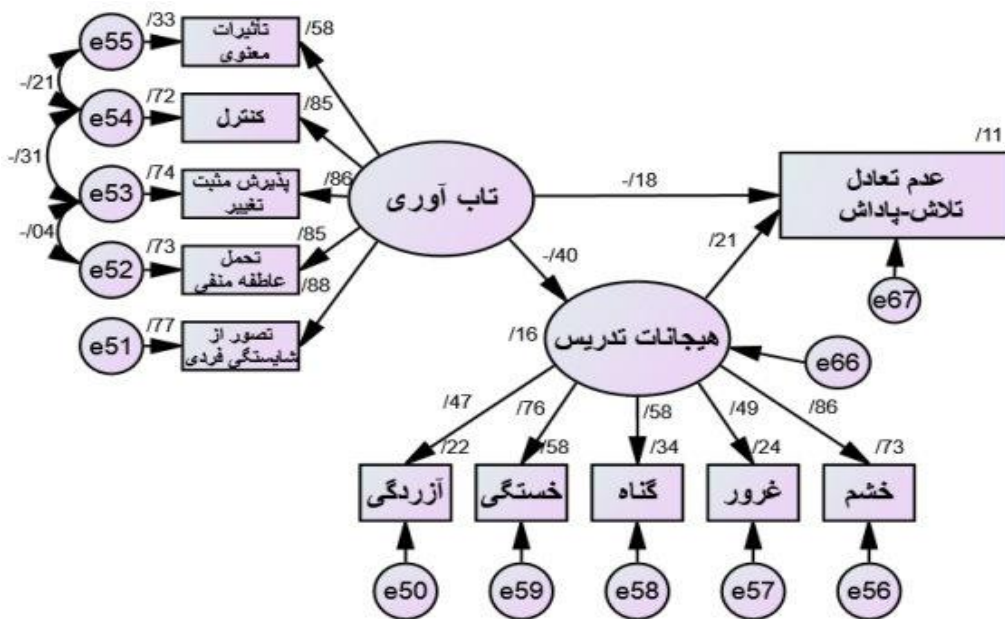 e55
/33
تأثیرات
معنوی
/58
-/21
e54
/72
کنترل
/85
-/31
e53
/74
پذیرش مثبت
تغییر
/86
-/04
e52
/73
تحمل
عاطفه منفی
/85
e51
/77
تصور از
شایستگی فردی
/88
تاب آوری
-/18
/11
عدم تعادل
تلاش-پاداش
e67
-/40
/21
/16
هیجانات تدریس
e66
/47
/76
/58
/49
/86
/22
/58
/34
/24
/73
آزردگی
خستگی
گناه
غرور
خشم
e50
e59
e58
e57
e56